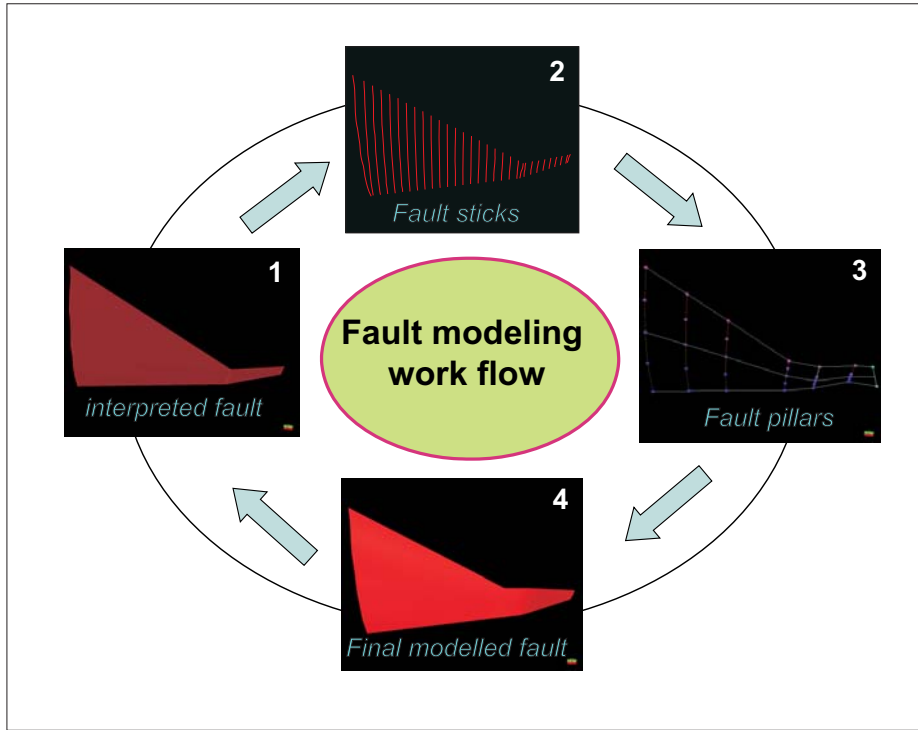 2
Fault sticks
1
interpreted fault
Fault modeling
work flow
3
Fault pillars
4
Final modelled fault